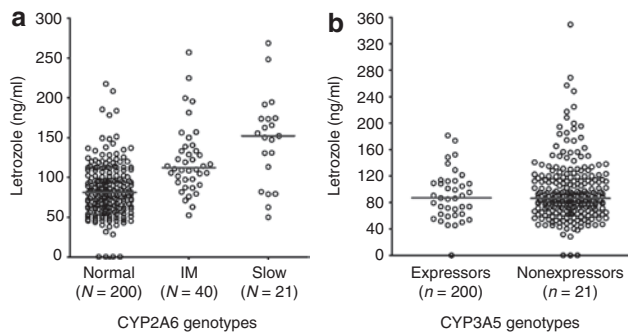 a
Letrozole (ng/ml)
300
250
200
150
100
50
0
Normal
(N = 200)
IM
(N = 40)
Slow
(N = 21)
CYP2A6 genotypes
b
Letrozole (ng/ml)
360
320
280
240
200
160
120
80
40
0
Expressors
(n = 200)
Nonexpressors
(n = 21)
CYP3A5 genotypes